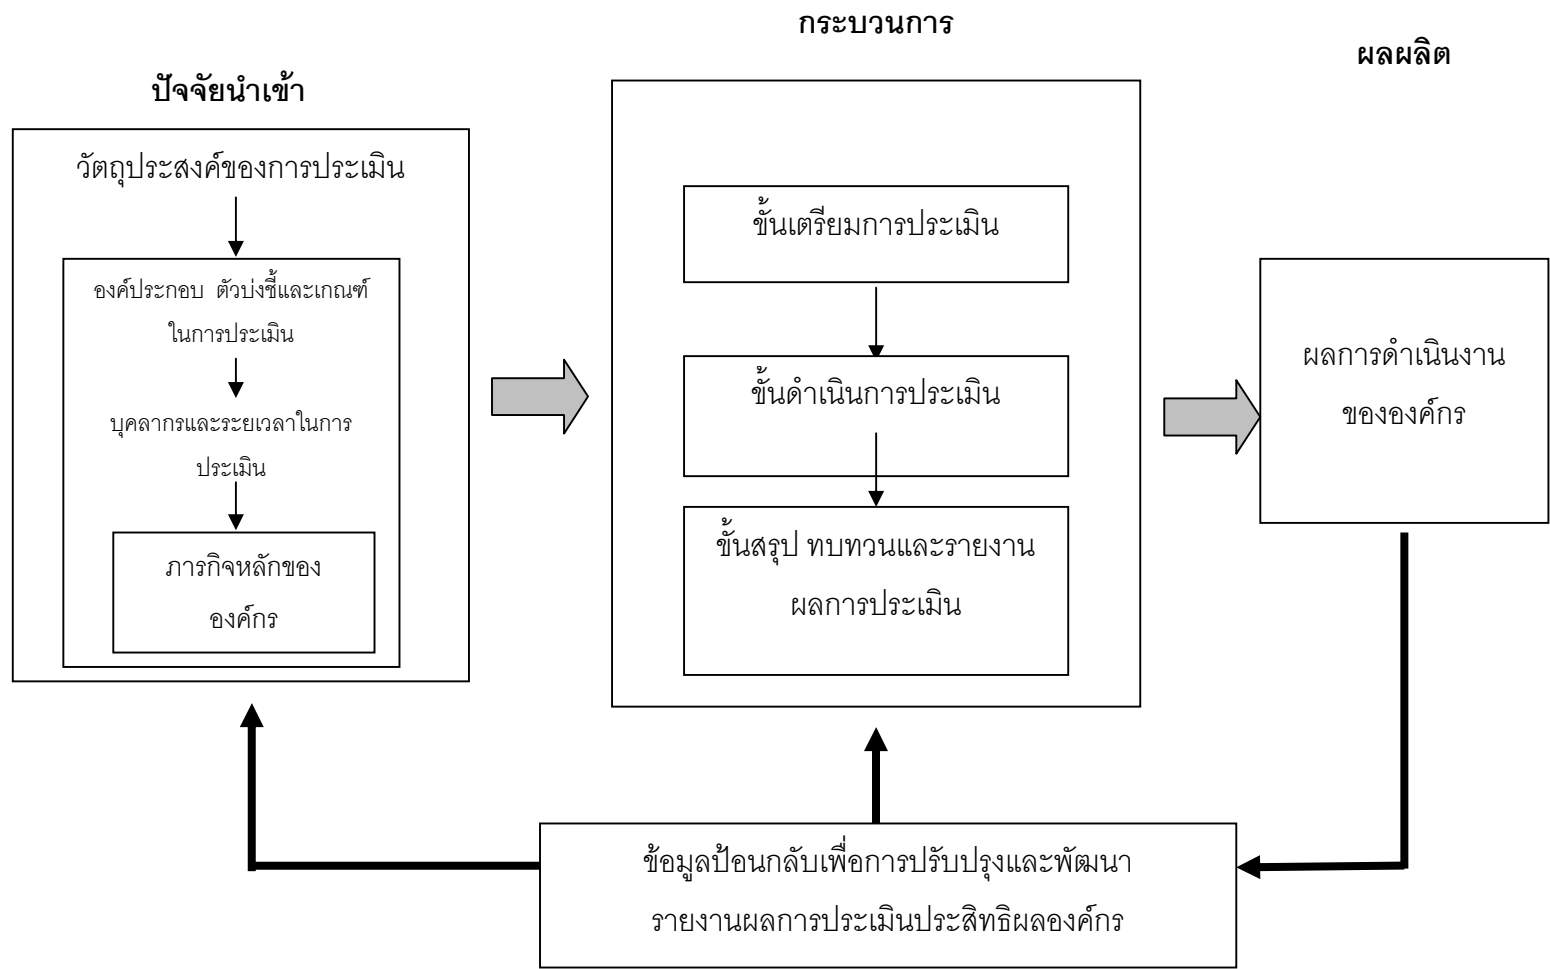 กระบวนการ
ผลผลิต
ปัจจัยนำเข้า
วัตถุประสงค์ของการประเมิน
องค์ประกอบ ตัวบ่งชี้และเกณฑ์
ในการประเมิน
บุคลากรและระยเวลาในการ
ประเมิน
ภารกิจหลักของ
องค์กร
ขั้นเตรียมการประเมิน
ขั้นดำเนินการประเมิน
ขั้นสรุป ทบทวนและรายงาน
ผลการประเมิน
ผลการดำเนินงาน
ขององค์กร
ข้อมูลป้อนกลับเพื่อการปรับปรุงและพัฒนา
รายงานผลการประเมินประสิทธิผลองค์กร